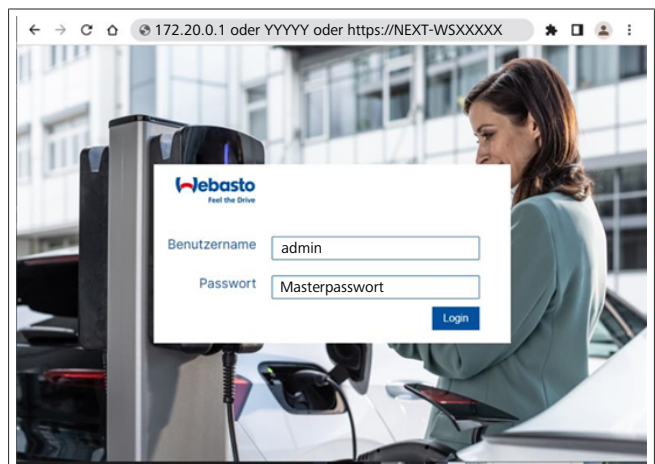 172.20.0.1 oder YYYYY oder https://NEXT-WSXXXXX
Webasto
Feel the Drive
Benutzername
admin
Passwort
Masterpasswort
Login